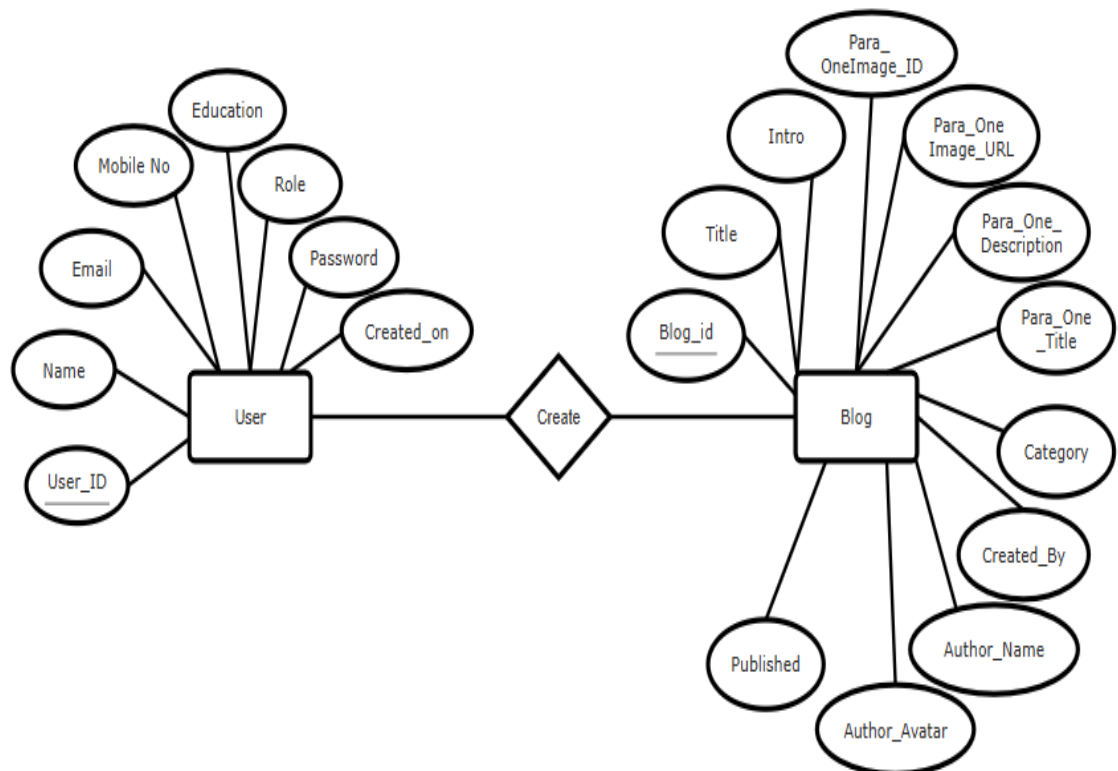 Para_
OneImage_ID
Education
Intro
Para_One
Image_URL
Mobile No
Role
Title
Para_One_
Description
Email
Password
Created_on
Blog_id
Para_One
_Title
Name
User
Create
Blog
Category
User_ID
Created_By
Author_Name
Published
Author_Avatar